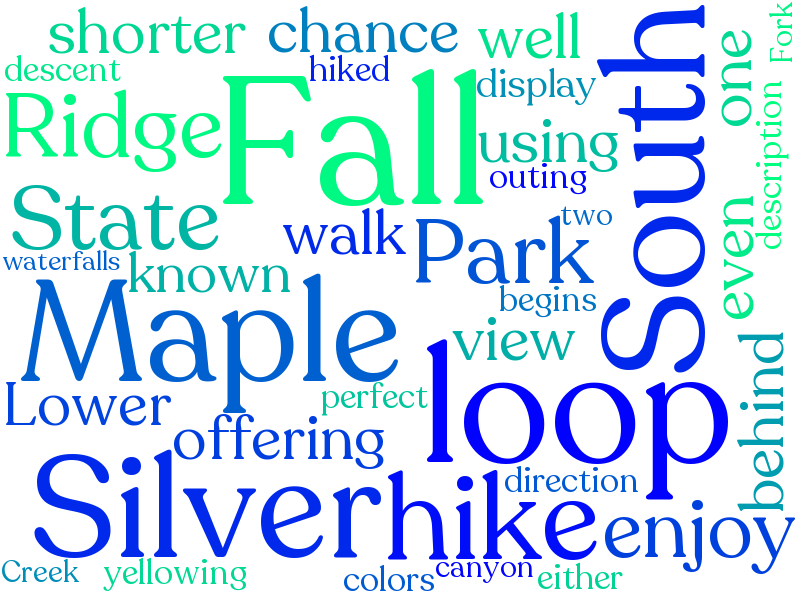 shorter
chance
well
South
Fork
descent
hiked
display
one
Ridge
Fall
using
description
outing
State
walk
Park
two
even
waterfalls
known
begins
Maple
view
loop
behind
Lower
perfect
offering
Silver
hike
direction
enjoy
Creek
yellowing
colors
canyon
either